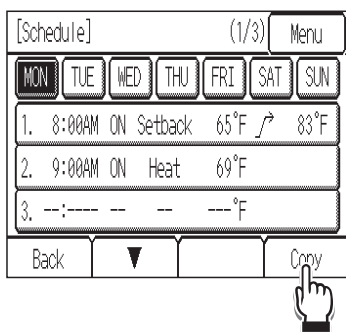 [Schedule] (1/3) Menu
MON TUE WED THU FRI SAT SUN
1. 8:00AM ON Setback 65°F 83°F
2. 9:00AM ON Heat 69°F
3. --:---- -- -- ---°F
Back ▼ Copy